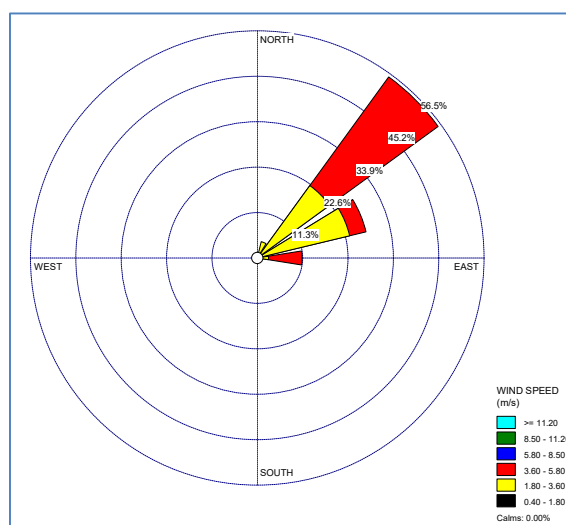 NORTH
56.5%
45.2%
33.9%
22.6%
11.3%
WEST
EAST
SOUTH
WIND SPEED
(m/s)
>= 11.20
8.50 - 11.20
5.80 - 8.50
3.60 - 5.80
1.80 - 3.60
0.40 - 1.80
Calms: 0.00%